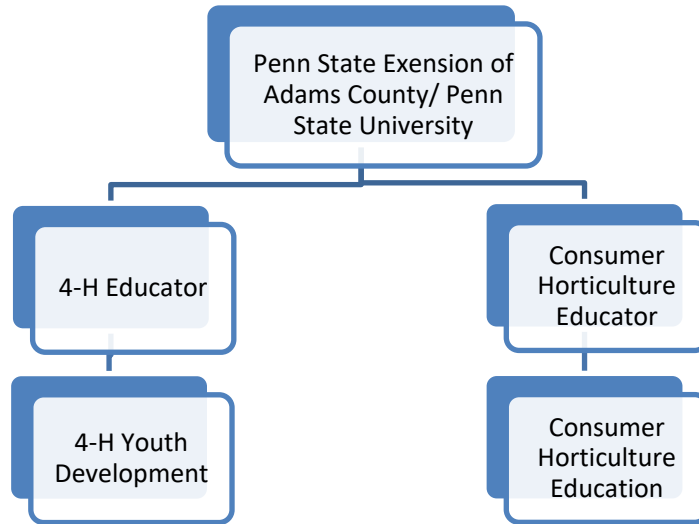 Penn State Exension of
Adams County/ Penn
State University
4-H Educator
Consumer
Horticulture
Educator
4-H Youth
Development
Consumer
Horticulture
Education